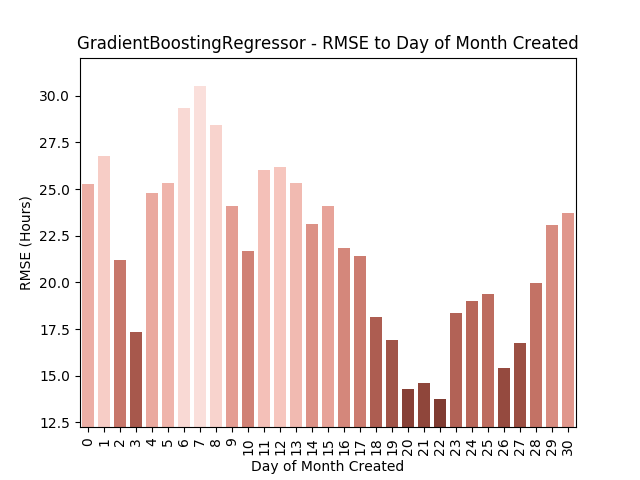 GradientBoostingRegressor - RMSE to Day of Month Created
RMSE (Hours)
30.0
27.5
25.0
22.5
20.0
17.5
15.0
12.5
0 1 2 3 4 5 6 7 8 9 10 11 12 13 14 15 16 17 18 19 20 21 22 23 24 25 26 27 28 29 30
Day of Month Created